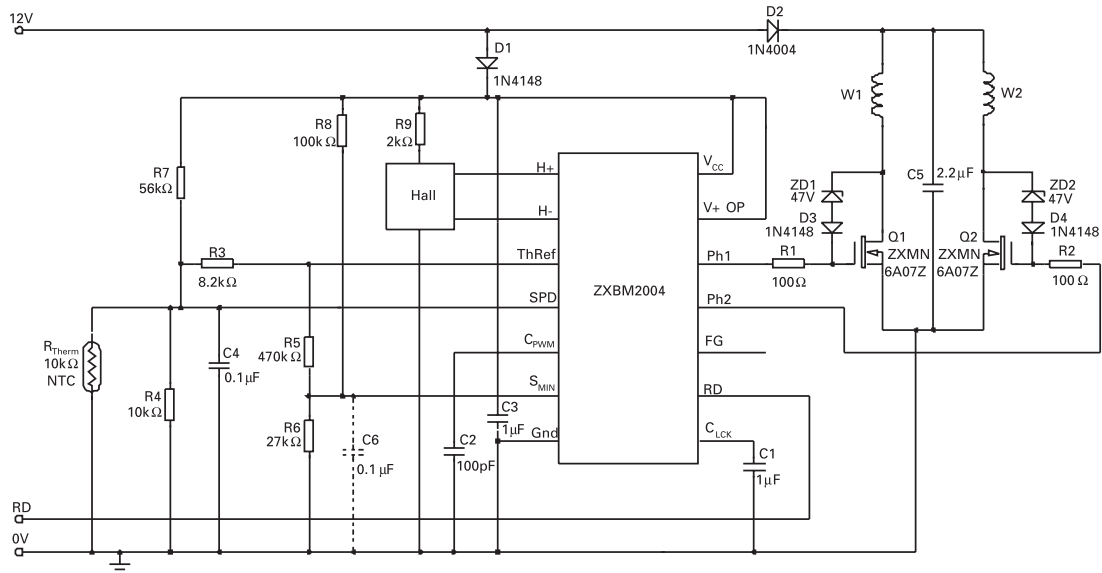 12V
D2
1N4004
D1
1N4148
W1
W2
R8
100kΩ
R9
2kΩ
R7
56kΩ
Hall
H+
H-
ThRef
SPD
CPWM
SMIN
Gnd
ZXBM2004
VCC
V+ OP
Ph1
Ph2
FG
RD
CLCK
C5
2.2µF
ZD1
47V
D3
1N4148
ZD2
47V
D4
1N4148
Q1
ZXMN
6A07Z
Q2
ZXMN
6A07Z
R1
100Ω
R2
100Ω
R3
8.2kΩ
RTherm
10kΩ
NTC
R4
10kΩ
C4
0.1µF
R5
470kΩ
R6
27kΩ
C6
0.1µF
C2
100pF
C3
1µF
C1
1µF
RD
0V